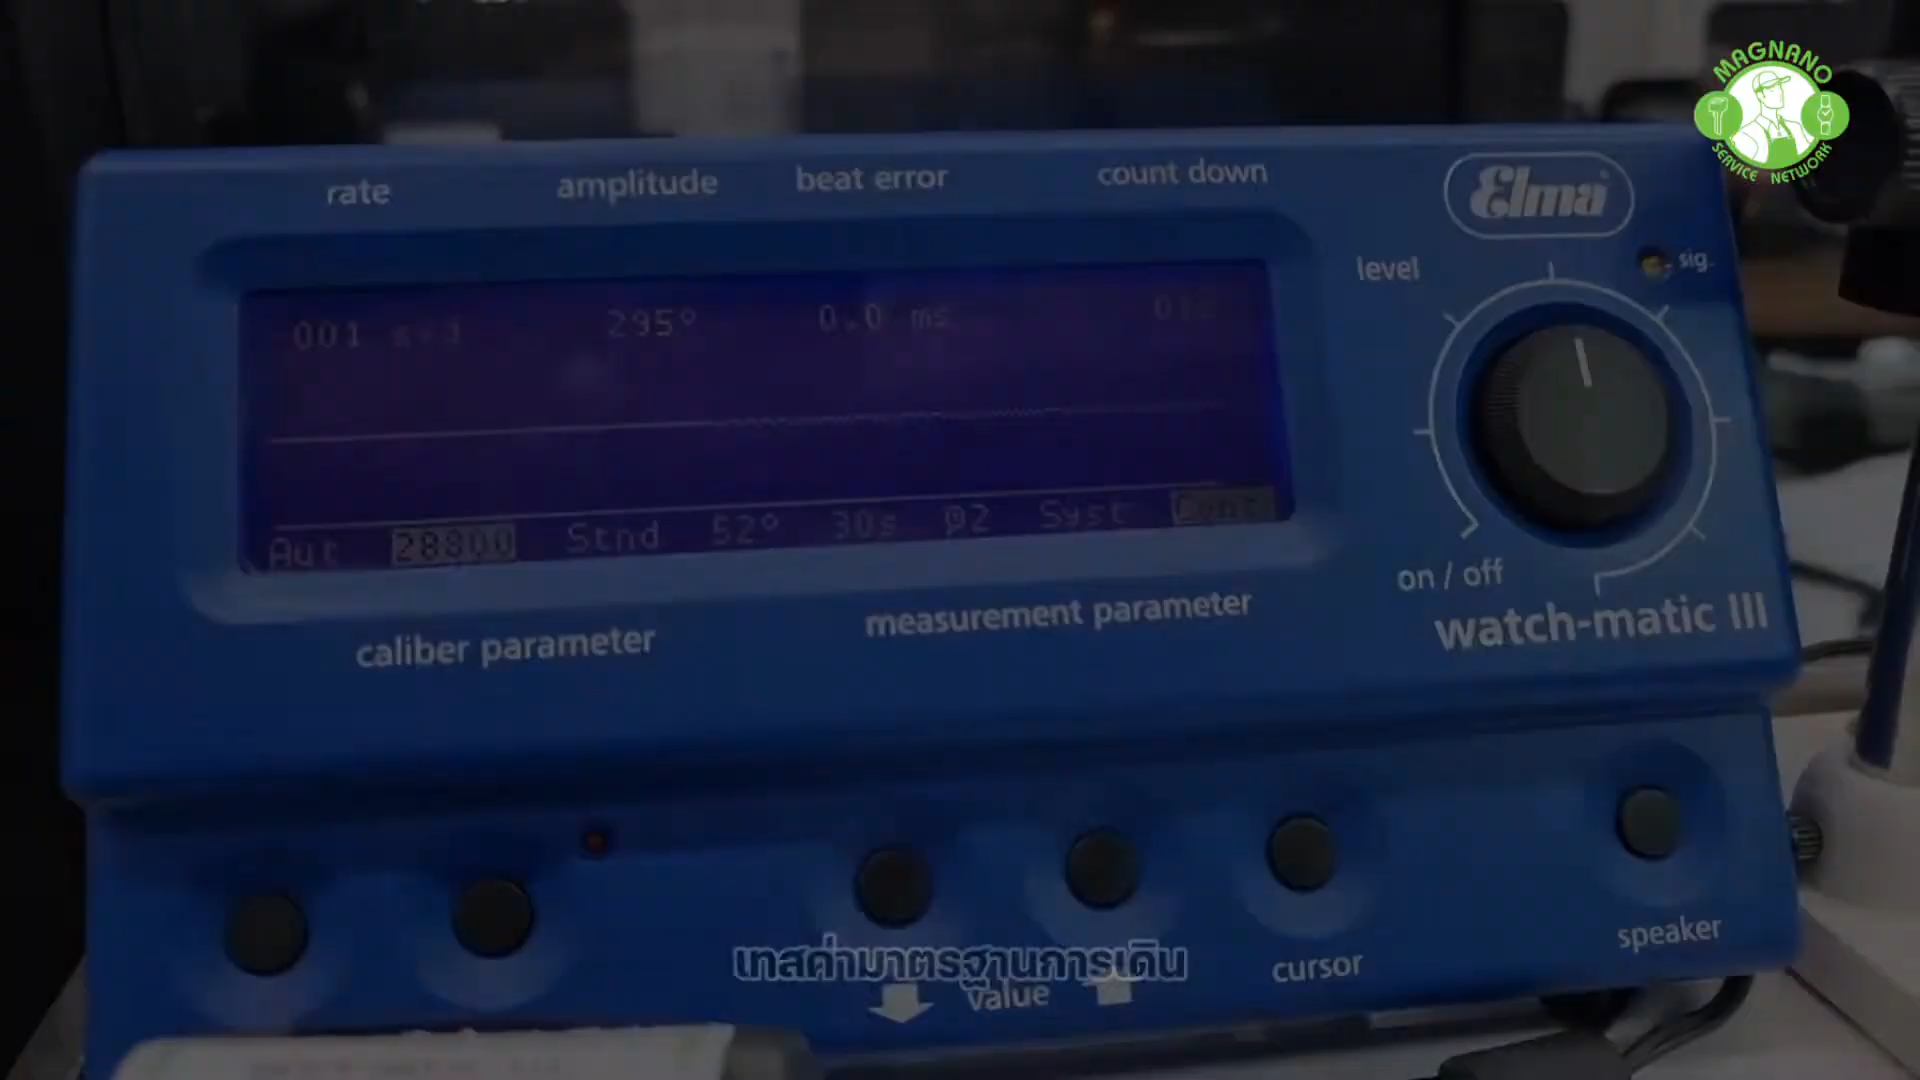 MAGNANO
SERVICE NETWORK
rate amplitude beat error count down
Elma
level
sig.
001 s/d 295° 0.0 ms
Aut 28800 Stnd 52° 30s Ø2 Syst Cont
on / off
caliber parameter measurement parameter
watch-matic III
เทสค่ามาตรฐานการเดิน
value
cursor
speaker